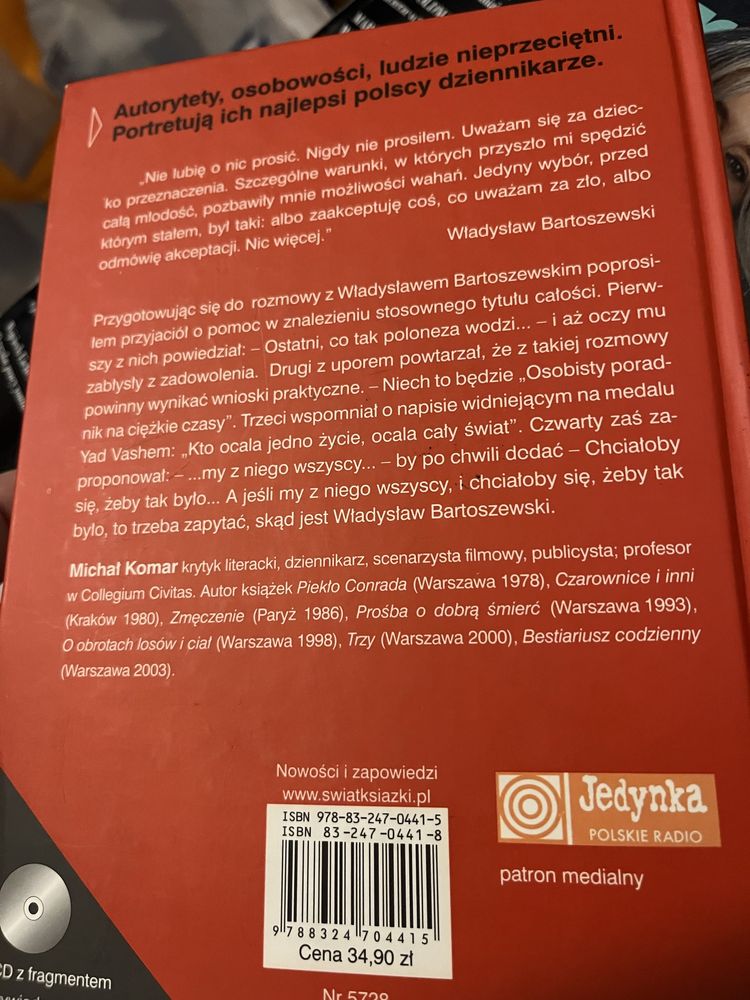 Autorytety, osobowości, ludzie nieprzeciętni.
Portretują ich najlepsi polscy dziennikarze.
„Nie lubię o nic prosić. Nigdy nie prosiłem. Uważam się za dziec-
ko przeznaczenia. Szczególne warunki, w których przyszło mi spędzić
całą młodość, pozbawiły mnie możliwości wahań. Jedyny wybór, przed
którym stałem, był taki: albo zaakceptuję coś, co uważam za zło, albo
odmówię akceptacji. Nic więcej.”
Władysław Bartoszewski
Przygotowując się do rozmowy z Władysławem Bartoszewskim poprosi-
łem przyjaciół o pomoc w znalezieniu stosownego tytułu całości. Pierw-
szy z nich powiedział: – Ostatni, co tak poloneza wodzi... – i aż oczy mu
zabłysły z zadowolenia. Drugi z uporem powtarzał, że z takiej rozmowy
powinny wynikać wnioski praktyczne. – Niech to będzie „Osobisty porad-
nik na ciężkie czasy”. Trzeci wspomniał o napisie widniejącym na medalu
Yad Vashem: „Kto ocala jedno życie, ocala cały świat”. Czwarty zaś za-
proponował: – ...my z niego wszyscy... – by po chwili dodać – Chciałoby
się, żeby tak było... A jeśli my z niego wszyscy, i chciałoby się, żeby tak
było, to trzeba zapytać, skąd jest Władysław Bartoszewski.
Michał Komar krytyk literacki, dziennikarz, scenarzysta filmowy, publicysta; profesor
w Collegium Civitas. Autor książek Piekło Conrada (Warszawa 1978), Czarownice i inni
(Kraków 1980), Zmęczenie (Paryż 1986), Prośba o dobrą śmierć (Warszawa 1993),
O obrotach losów i ciał (Warszawa 1998), Trzy (Warszawa 2000), Bestiariusz codzienny
(Warszawa 2003).
Nowości i zapowiedzi
www.swiatksiazki.pl
ISBN 978-83-247-0441-5
ISBN 83-247-0441-8
9 788324 704415
Cena 34,90 zł
Nr 5728
Jedynka
POLSKIE RADIO
patron medialny
CD z fragmentem